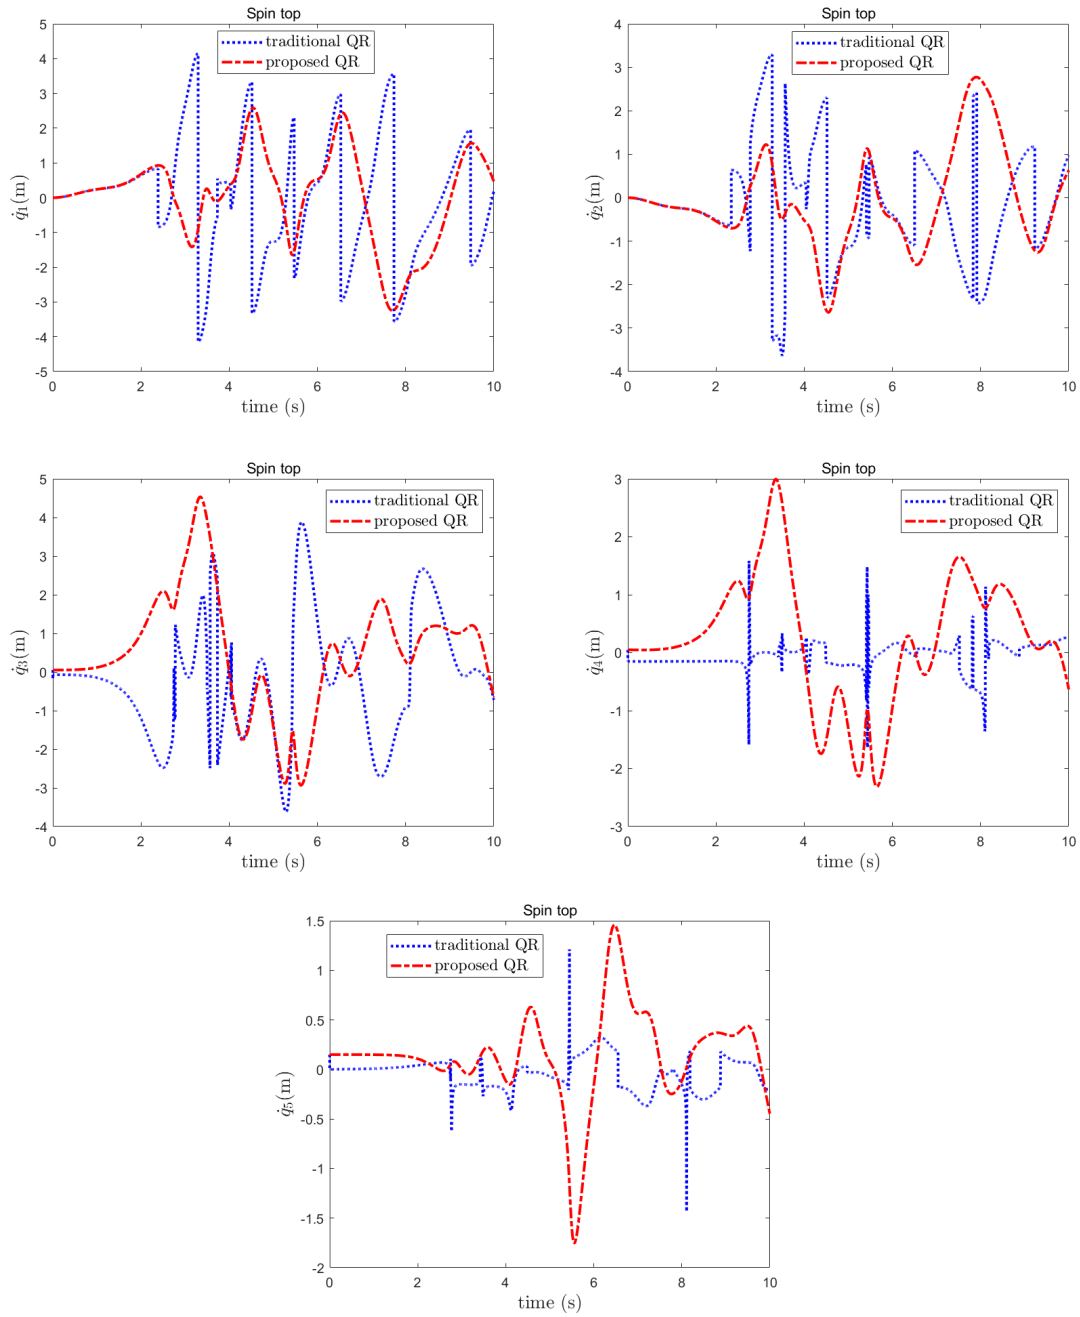 Spin top
traditional QR
proposed QR
5
4
3
2
1
0
-1
-2
-3
-4
-5
0 2 4 6 8 10
q̇₁(m)
time (s)
Spin top
traditional QR
proposed QR
4
3
2
1
0
-1
-2
-3
-4
0 2 4 6 8 10
q̇₂(m)
time (s)
Spin top
traditional QR
proposed QR
5
4
3
2
1
0
-1
-2
-3
-4
0 2 4 6 8 10
q̇₃(m)
time (s)
Spin top
traditional QR
proposed QR
3
2
1
0
-1
-2
-3
0 2 4 6 8 10
q̇₄(m)
time (s)
Spin top
traditional QR
proposed QR
1.5
1
0.5
0
-0.5
-1
-1.5
-2
0 2 4 6 8 10
q̇₅(m)
time (s)